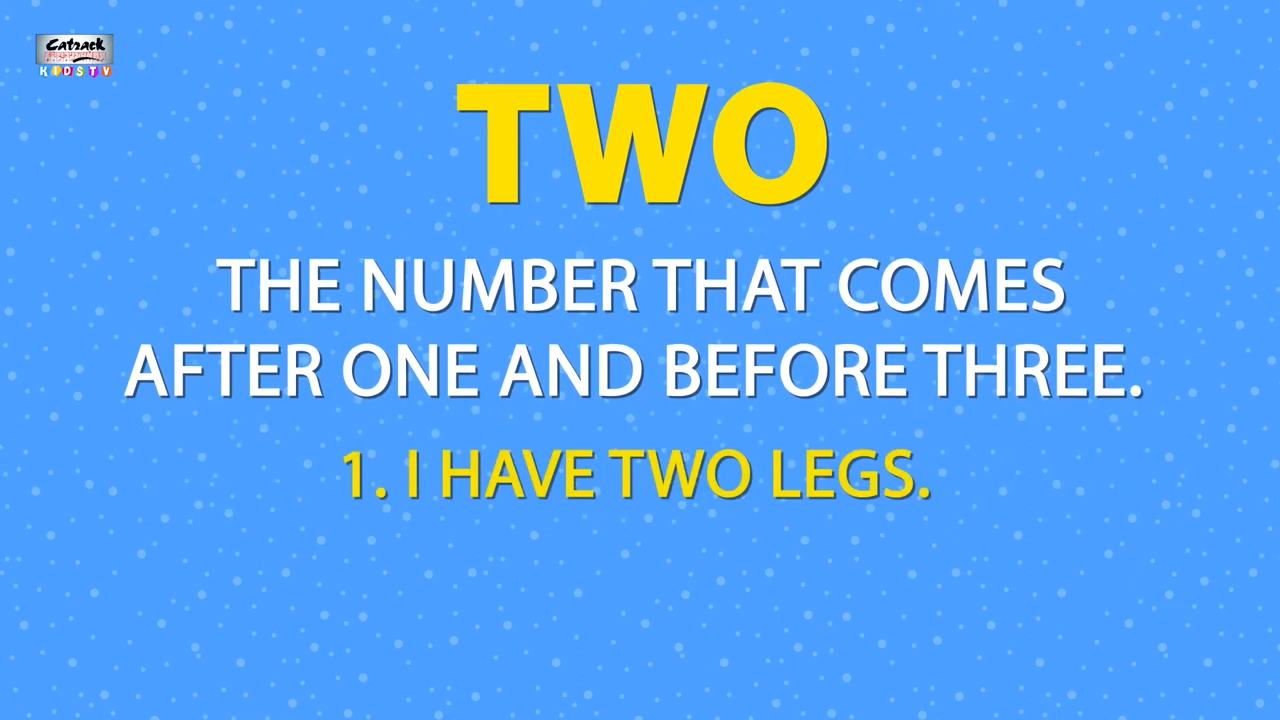 Catrack
KIDS TV
TWO
THE NUMBER THAT COMES
AFTER ONE AND BEFORE THREE.
1. I HAVE TWO LEGS.